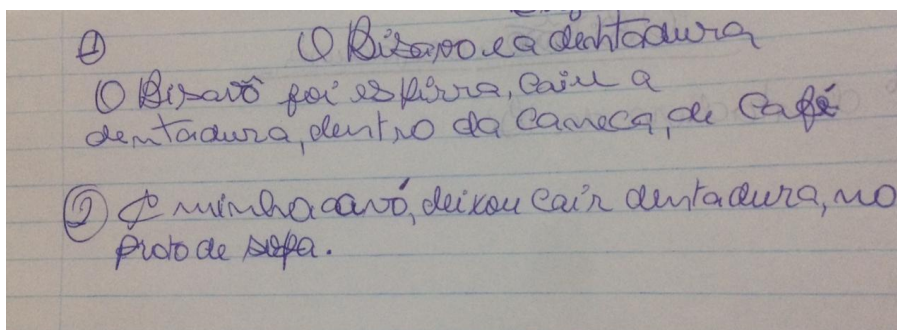 ① O Bisavo e a dentadura
O Bisavô foi espirra, caiu a
dentadura, dentro da caneca, de Café
② A minha avó, deixou cair dentadura, no
prato de sopa.